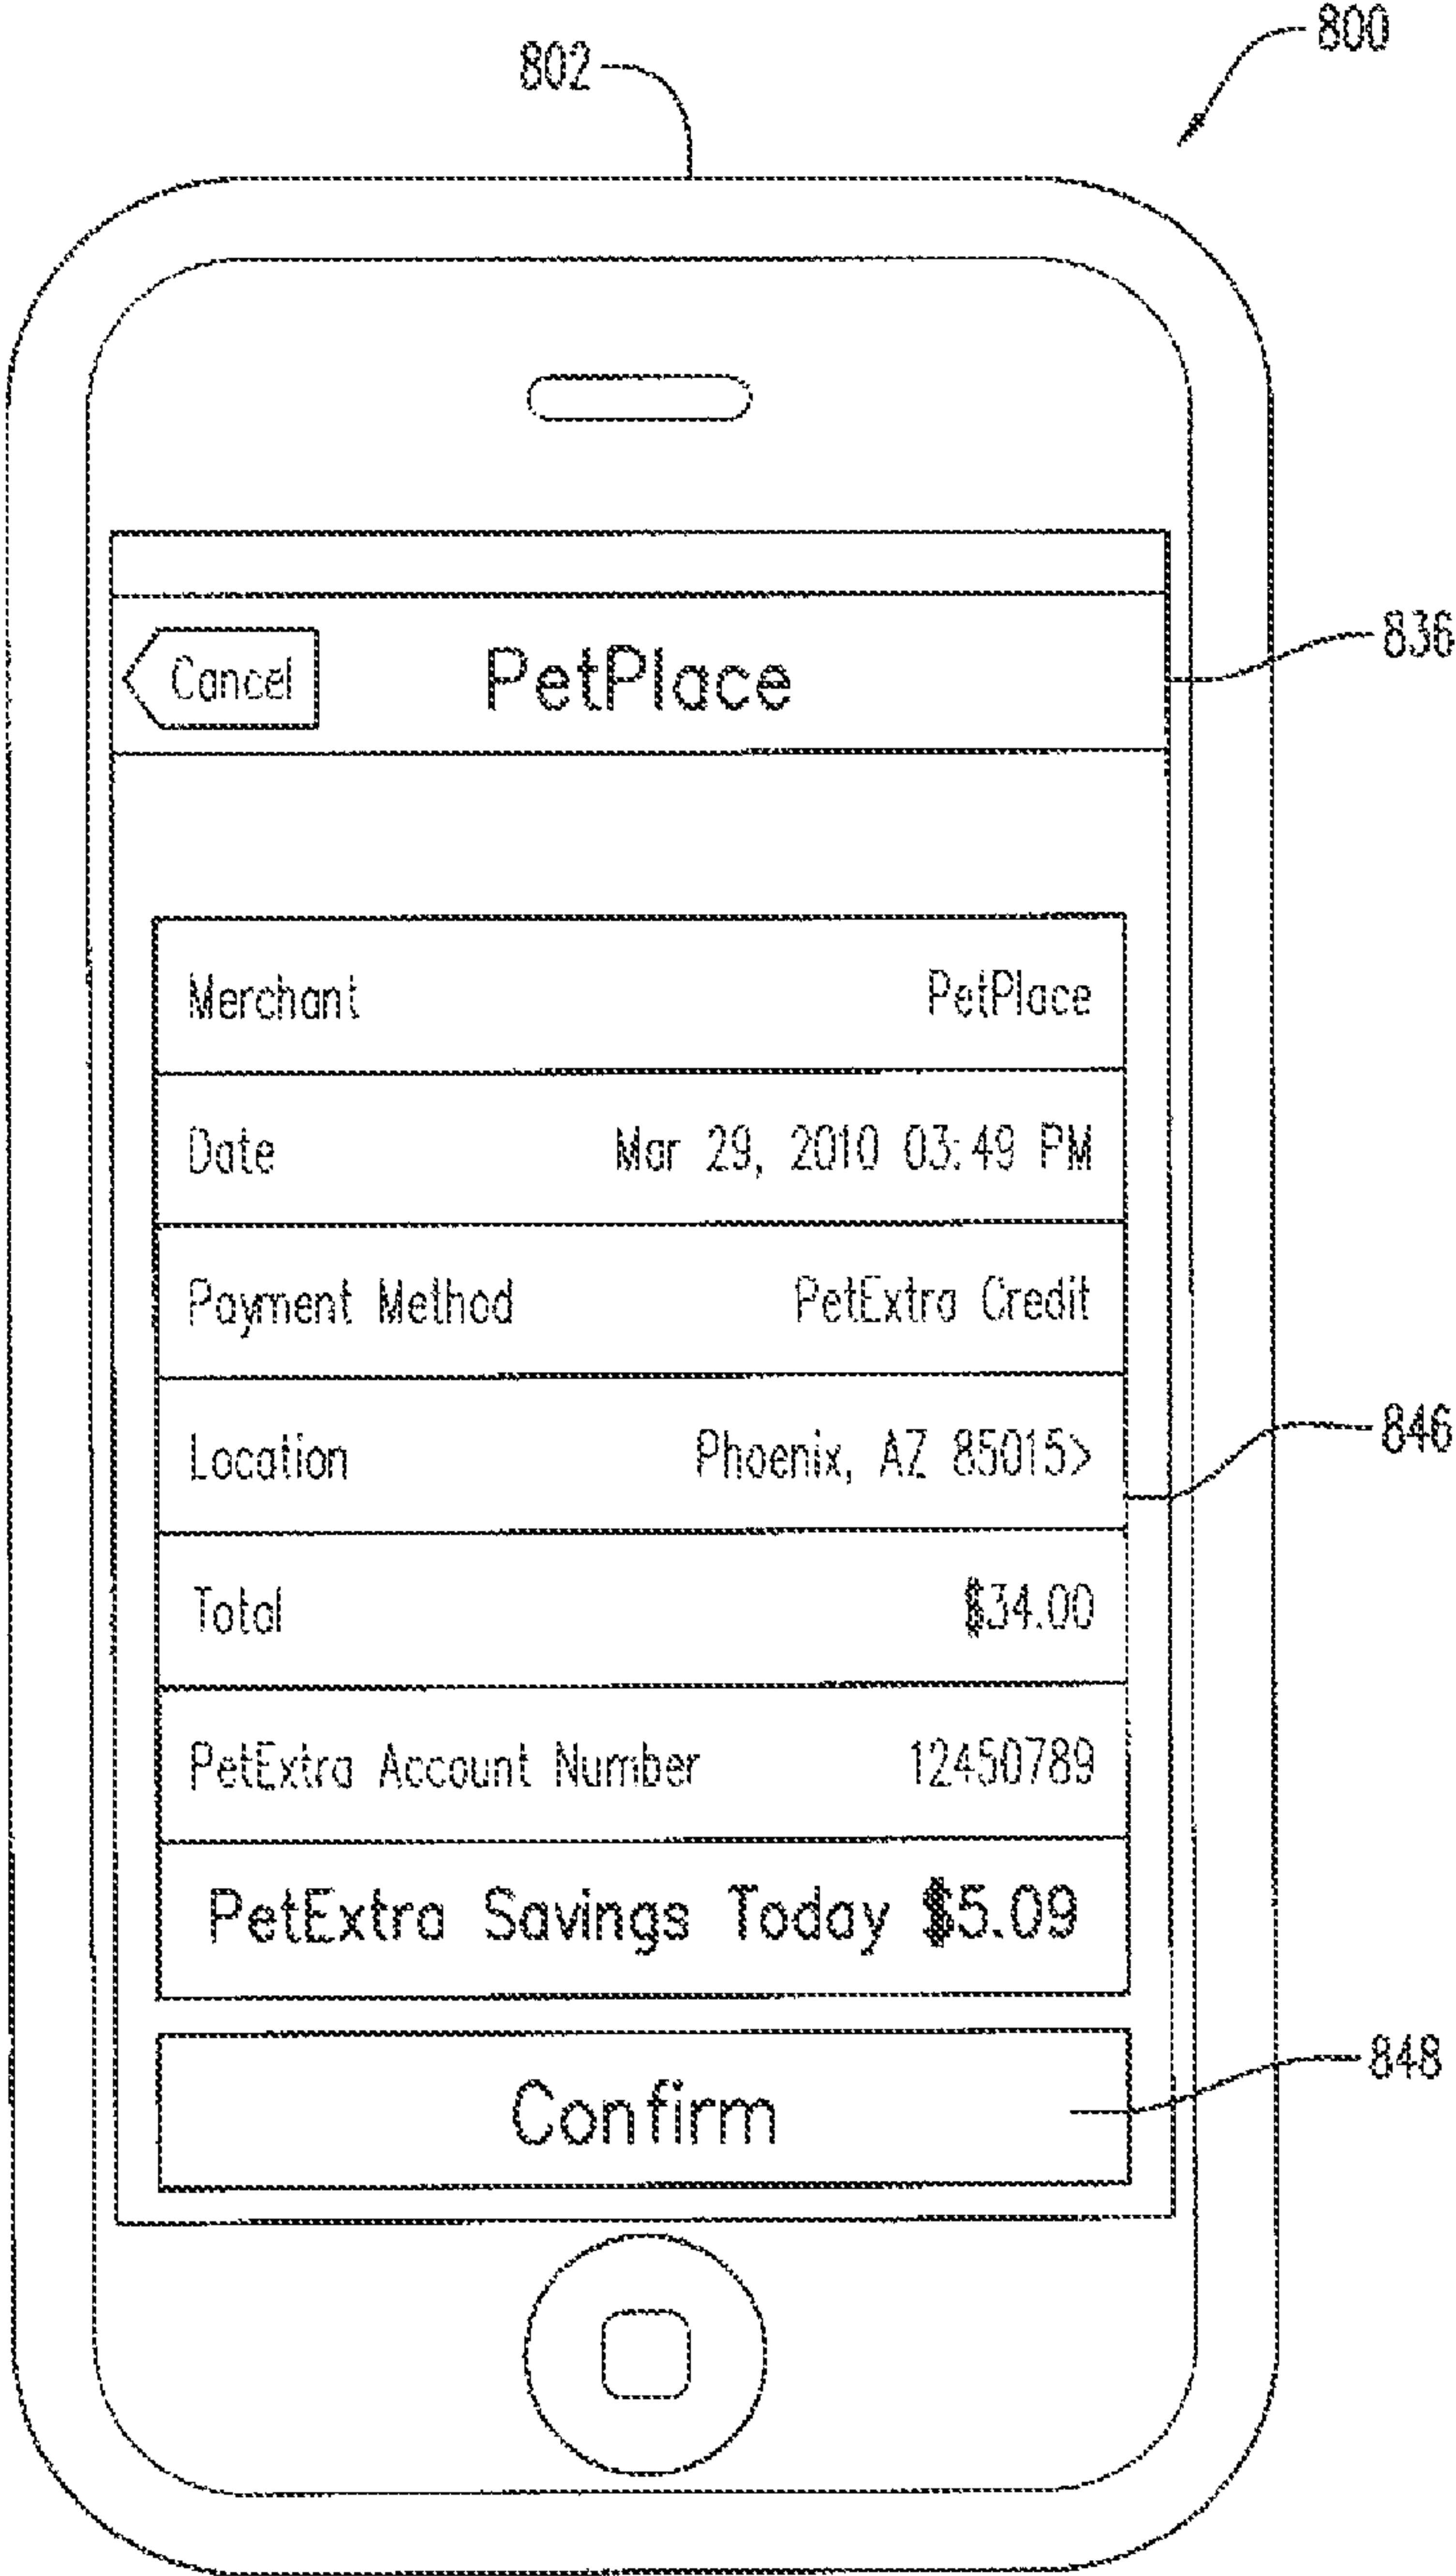 800
802
Cancel PetPlace
836
Merchant PetPlace
Date Mar 29, 2010 03:49 PM
Payment Method PetExtra Credit
Location Phoenix, AZ 85015>
846
Total $34.00
PetExtra Account Number 12450789
PetExtra Savings Today $5.09
848
Confirm